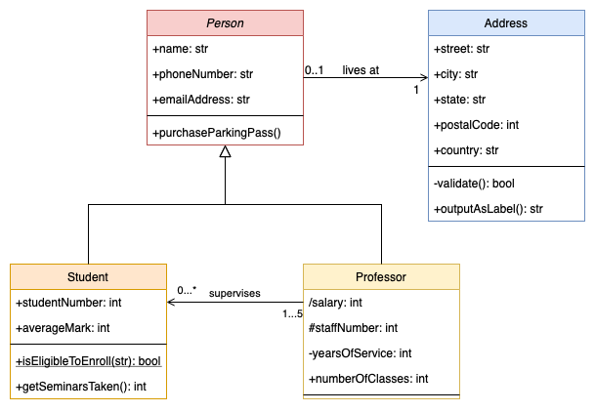 Person
+name: str
+phoneNumber: str
+emailAddress: str
+purchaseParkingPass()
0..1 lives at
1
Address
+street: str
+city: str
+state: str
+postalCode: int
+country: str
-validate(): bool
+outputAsLabel(): str
Student
+studentNumber: int
+averageMark: int
+isEligibleToEnroll(str): bool
+getSeminarsTaken(): int
0...* supervises
1...5
Professor
/salary: int
#staffNumber: int
-yearsOfService: int
+numberOfClasses: int